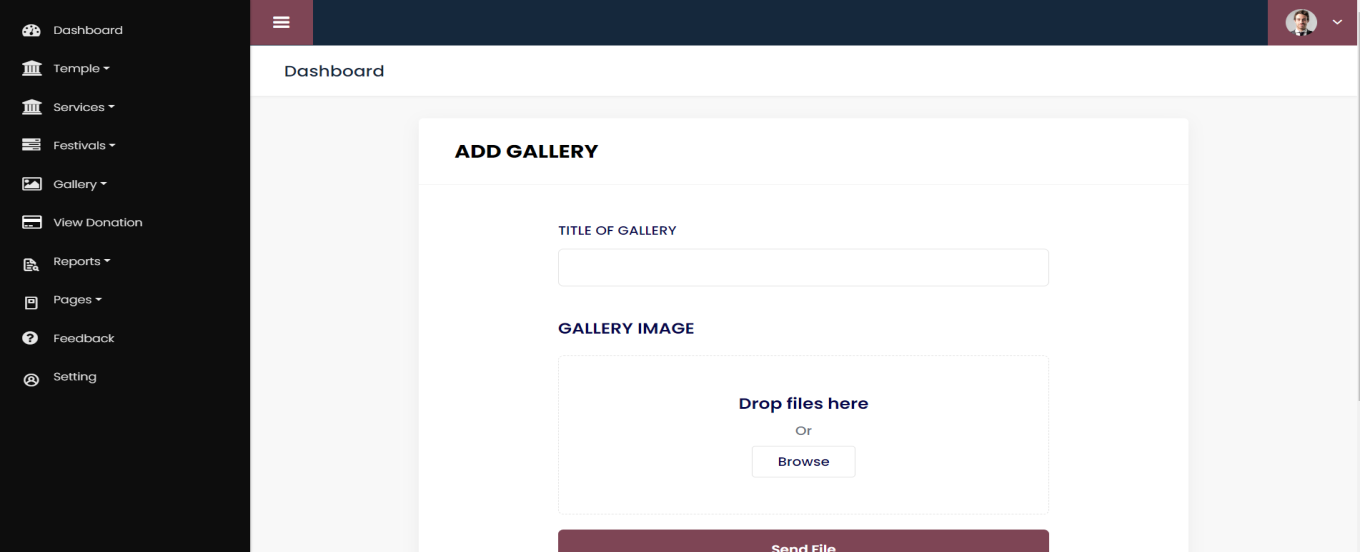 Dashboard
Temple
Services
Festivals
Gallery
View Donation
Reports
Pages
Feedback
Setting
Dashboard
ADD GALLERY
TITLE OF GALLERY
GALLERY IMAGE
Drop files here
Or
Browse
Send File